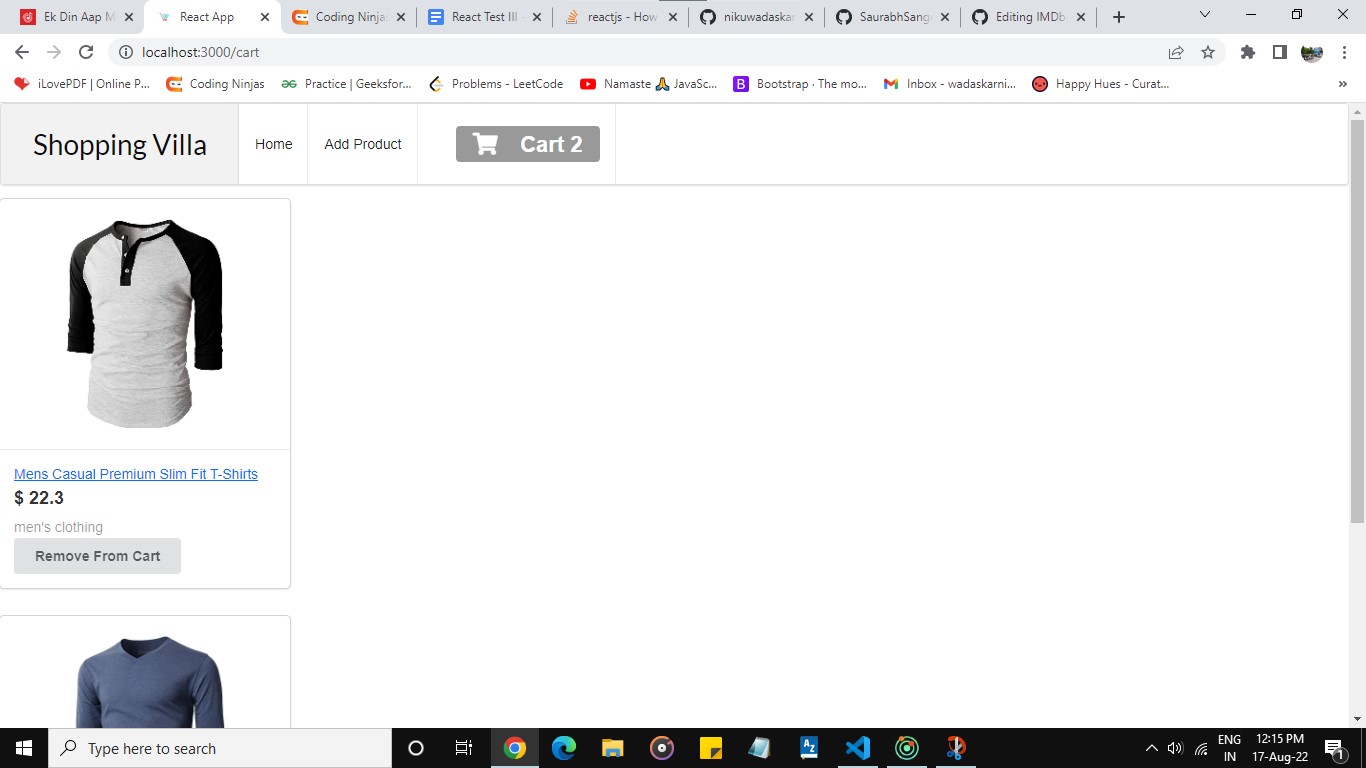 Ek Din Aap M
React App
Coding Ninja
React Test III -
reactjs - How
nikuwadaskar
SaurabhSang
Editing IMDb
localhost:3000/cart
iLovePDF | Online P...
Coding Ninjas
Practice | Geeksfor...
Problems - LeetCode
Namaste 🙏 JavaSc...
Bootstrap · The mo...
Inbox - wadaskarni...
Happy Hues - Curat...
»
Shopping Villa
Home
Add Product
Cart 2
Mens Casual Premium Slim Fit T-Shirts
$ 22.3
men's clothing
Remove From Cart
Type here to search
ENG
IN
12:15 PM
17-Aug-22
1